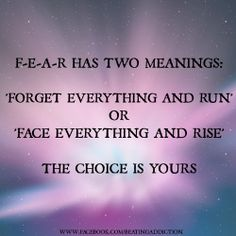 F-E-A-R HAS TWO MEANINGS:
'FORGET EVERYTHING AND RUN'
OR
'FACE EVERYTHING AND RISE'
THE CHOICE IS YOURS
WWW.FACEBOOK.COM/BEATINGADDICTION